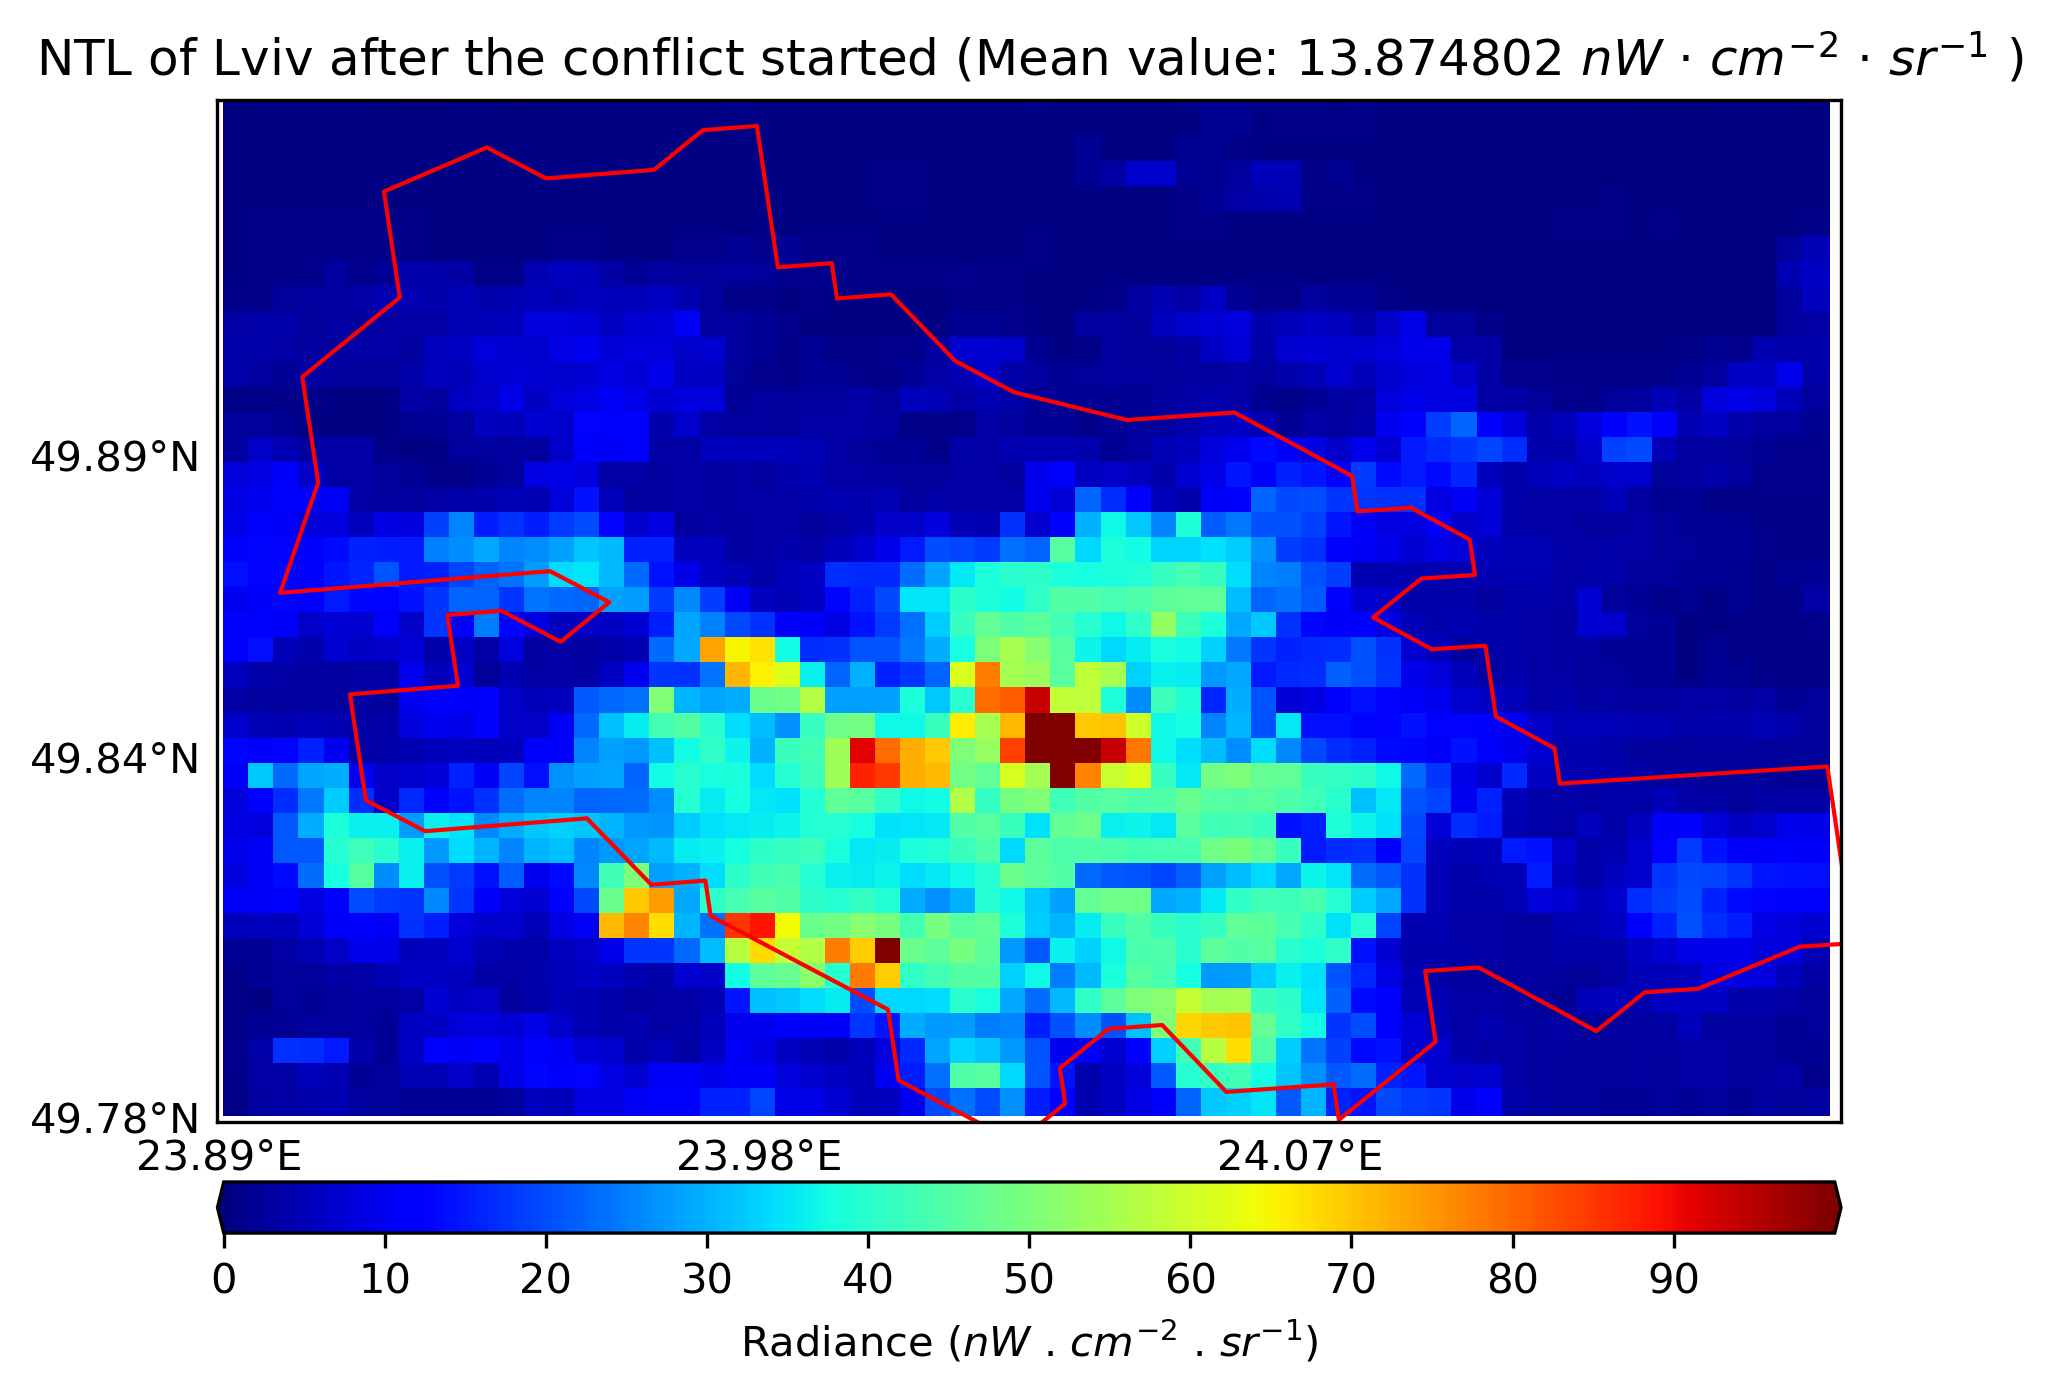 NTL of Lviv after the conflict started (Mean value: 13.874802 nW · cm⁻² · sr⁻¹ )
49.89°N
49.84°N
49.78°N
23.89°E 23.98°E 24.07°E
0 10 20 30 40 50 60 70 80 90
Radiance (nW . cm⁻² . sr⁻¹)